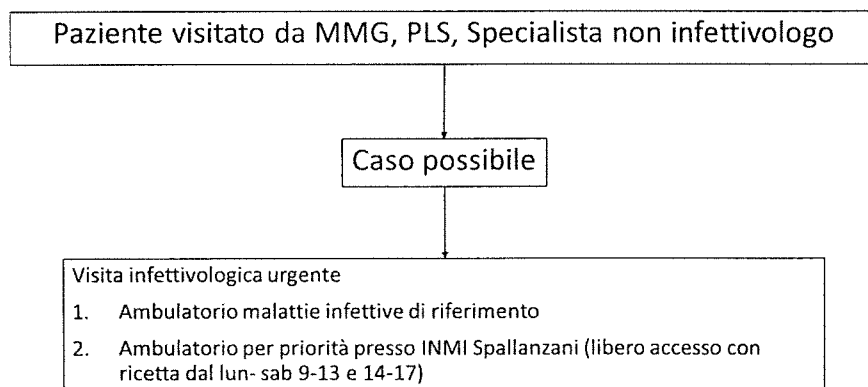 Paziente visitato da MMG, PLS, Specialista non infettivologo
Caso possibile
Visita infettivologica urgente
1. Ambulatorio malattie infettive di riferimento
2. Ambulatorio per priorità presso INMI Spallanzani (libero accesso con
ricetta dal lun- sab 9-13 e 14-17)